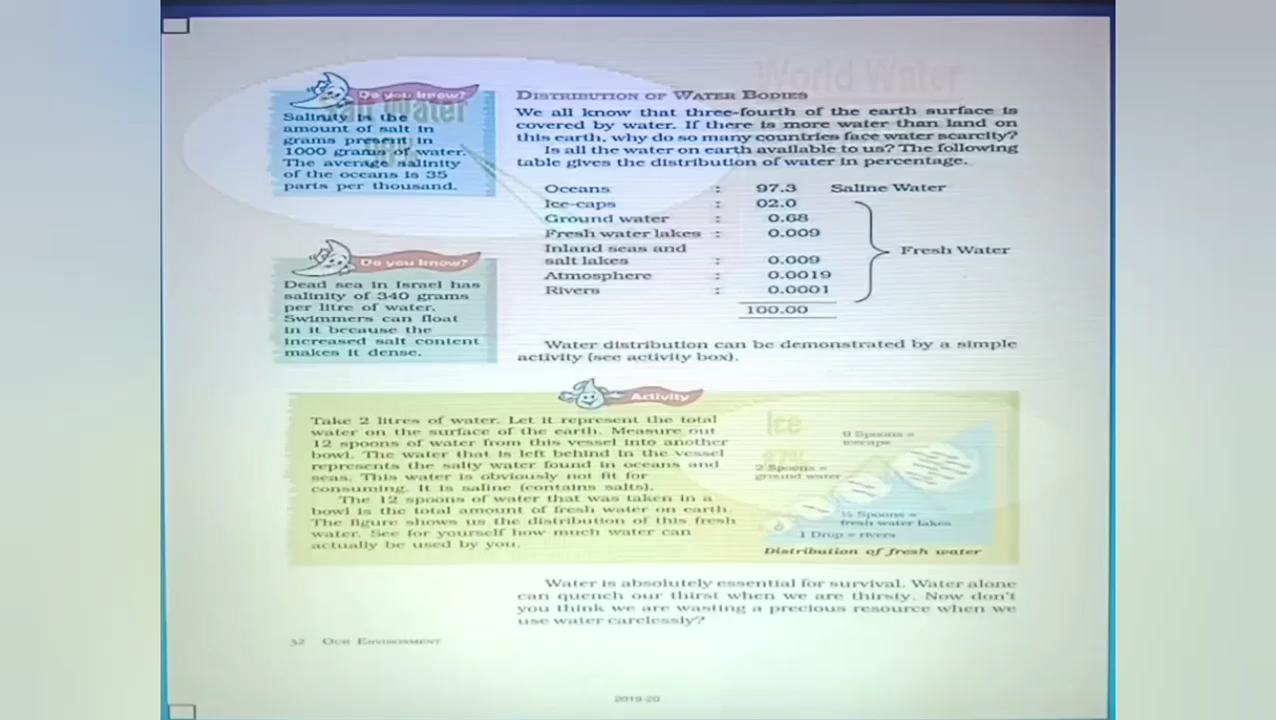 World Water
Do you know?
Salt Water
Salinity is the
amount of salt in
grams present in
1000 grams of water.
The average salinity
of the oceans is 35
parts per thousand.
Do you know?
Dead sea in Israel has
salinity of 340 grams
per litre of water.
Swimmers can float
in it because the
increased salt content
makes it dense.
DISTRIBUTION OF WATER BODIES
We all know that three-fourth of the earth surface is
covered by water. If there is more water than land on
this earth, why do so many countries face water scarcity?
Is all the water on earth available to us? The following
table gives the distribution of water in percentage.
Oceans : 97.3 Saline Water
Ice-caps : 02.0
Ground water : 0.68
Fresh water lakes : 0.009
Inland seas and
salt lakes : 0.009
Atmosphere : 0.0019
Rivers : 0.0001
Fresh Water
100.00
Water distribution can be demonstrated by a simple
activity (see activity box).
Activity
Take 2 litres of water. Let it represent the total
water on the surface of the earth. Measure out
12 spoons of water from this vessel into another
bowl. The water that is left behind in the vessel
represents the salty water found in oceans and
seas. This water is obviously not fit for
consuming. It is saline (contains salts).
The 12 spoons of water that was taken in a
bowl is the total amount of fresh water on earth.
The figure shows us the distribution of this fresh
water. See for yourself how much water can
actually be used by you.
Ice
9 Spoons =
icecaps
2 Spoons =
ground water
½ Spoons =
fresh water lakes
1 Drop = rivers
Distribution of fresh water
Water is absolutely essential for survival. Water alone
can quench our thirst when we are thirsty. Now don't
you think we are wasting a precious resource when we
use water carelessly?
32 OUR ENVIRONMENT
2019-20